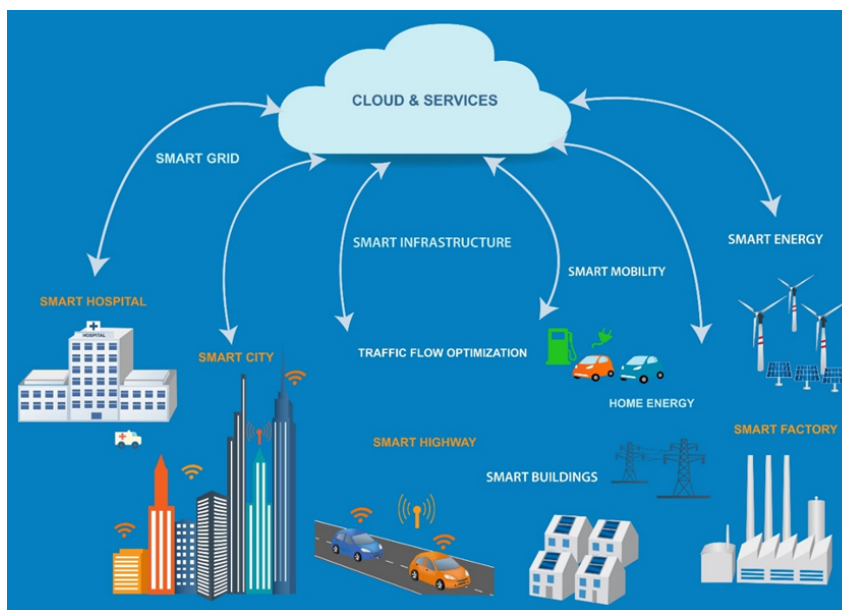 CLOUD & SERVICES
SMART GRID
SMART INFRASTRUCTURE
SMART ENERGY
SMART MOBILITY
SMART HOSPITAL
HOSPITAL
SMART CITY
TRAFFIC FLOW OPTIMIZATION
HOME ENERGY
SMART HIGHWAY
SMART FACTORY
SMART BUILDINGS